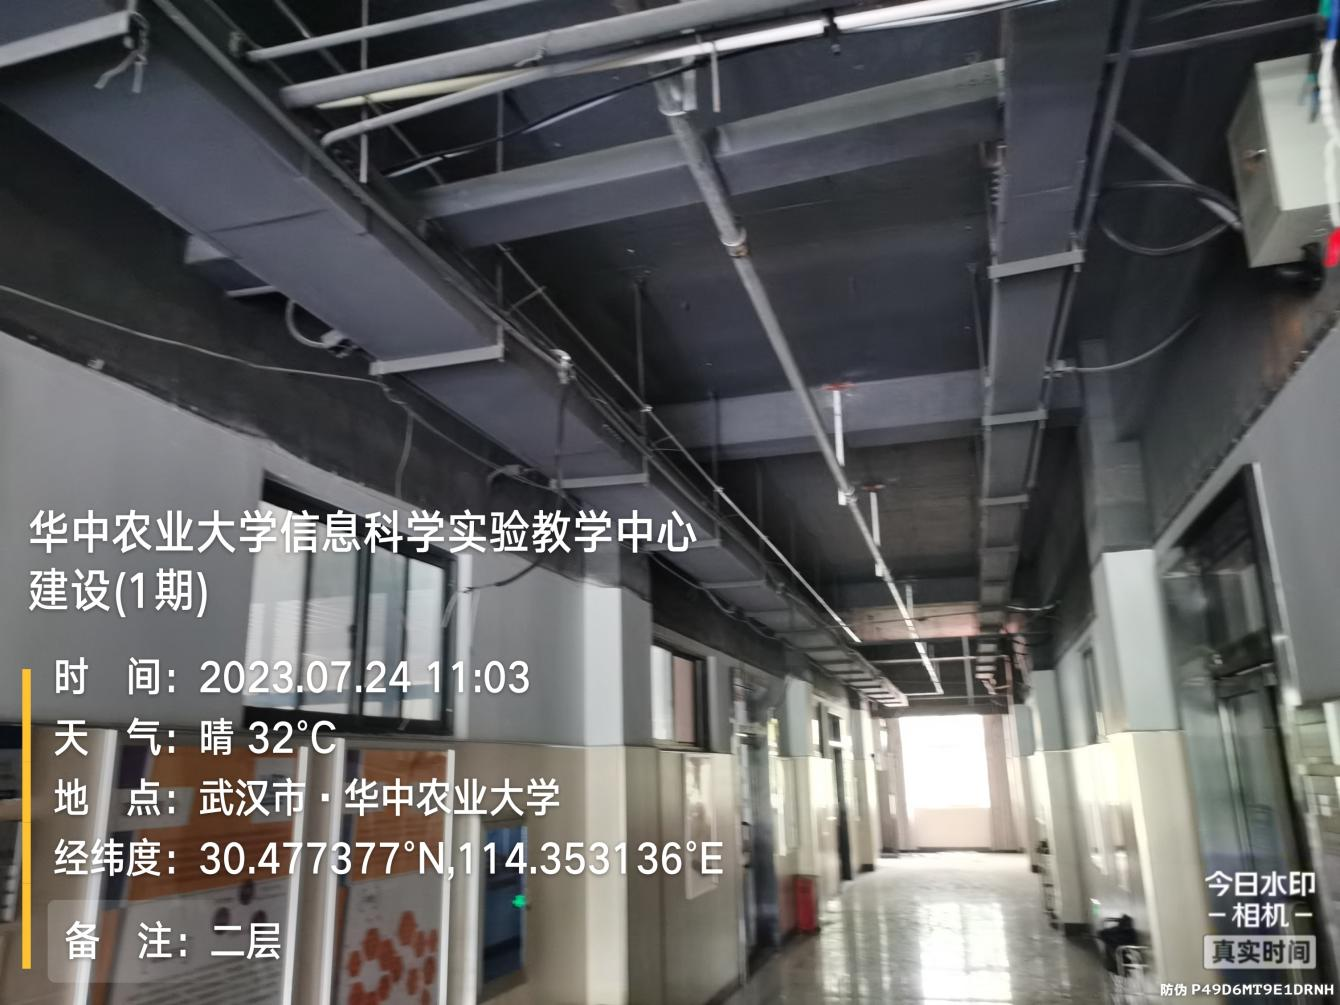 华中农业大学信息科学实验教学中心
建设(1期)
时 间：2023.07.24 11:03
天 气：晴 32°C
地 点：武汉市·华中农业大学
经纬度：30.477377°N,114.353136°E
备 注：二层
今日水印
-相机-
真实时间
防伪 P49D6MT9E1DRNH